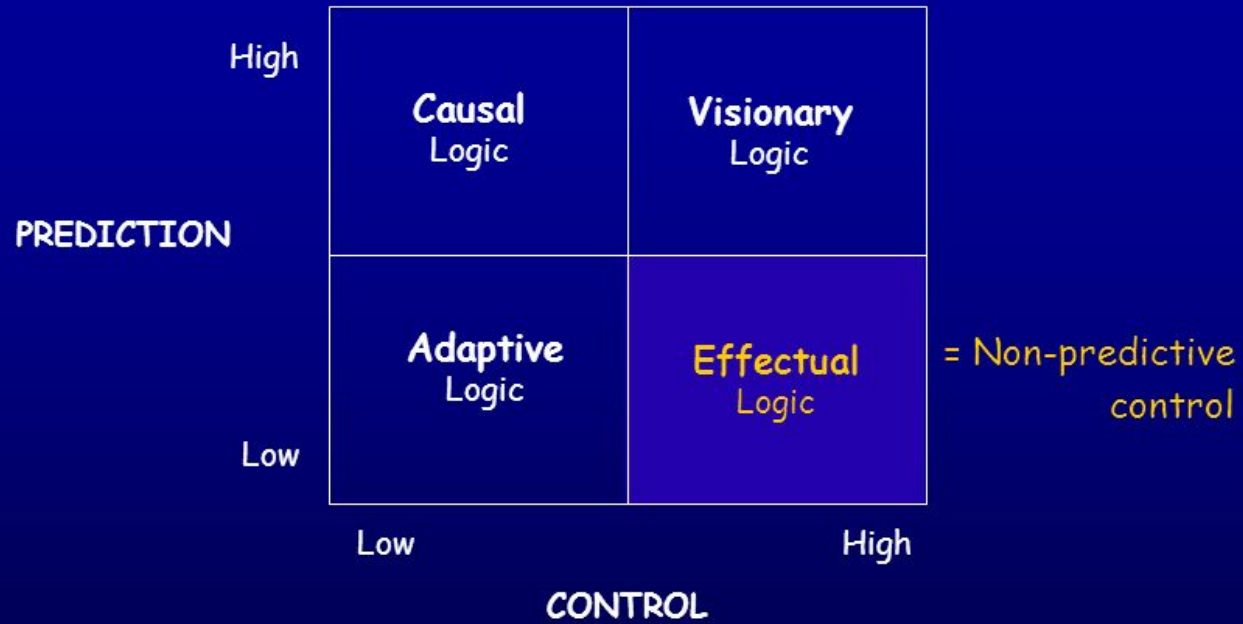 High
Causal
Logic
Visionary
Logic
PREDICTION
Adaptive
Logic
Effectual
Logic
= Non-predictive
control
Low
Low
High
CONTROL